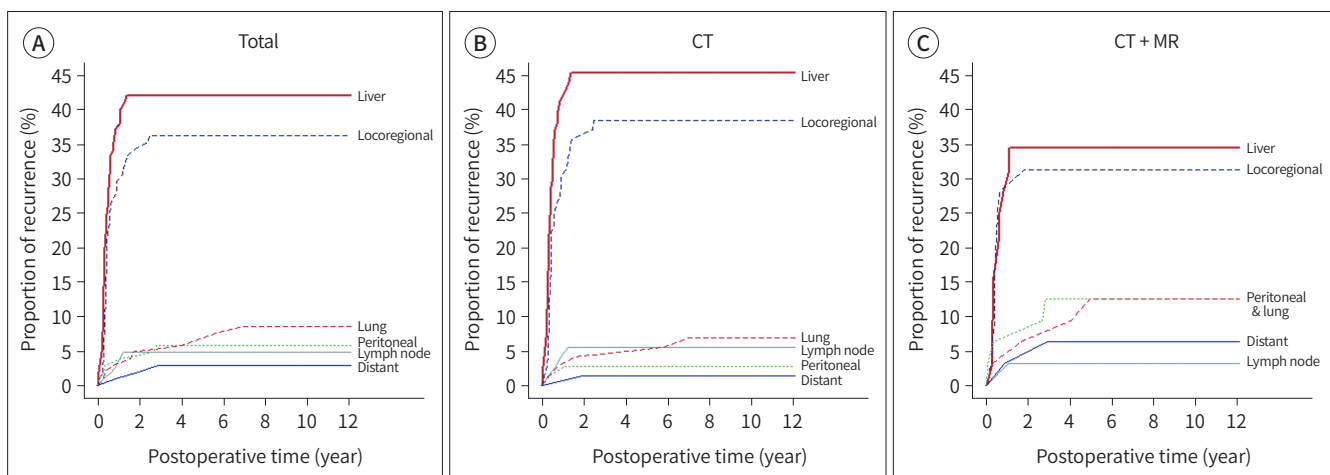 A
Total
Proportion of recurrence (%)
45
40
35
30
25
20
15
10
5
0
Liver
Locoregional
Lung
Peritoneal
Lymph node
Distant
0 2 4 6 8 10 12
Postoperative time (year)
B
CT
Proportion of recurrence (%)
45
40
35
30
25
20
15
10
5
0
Liver
Locoregional
Lung
Lymph node
Peritoneal
Distant
0 2 4 6 8 10 12
Postoperative time (year)
C
CT + MR
Proportion of recurrence (%)
45
40
35
30
25
20
15
10
5
0
Liver
Locoregional
Peritoneal
& lung
Distant
Lymph node
0 2 4 6 8 10 12
Postoperative time (year)